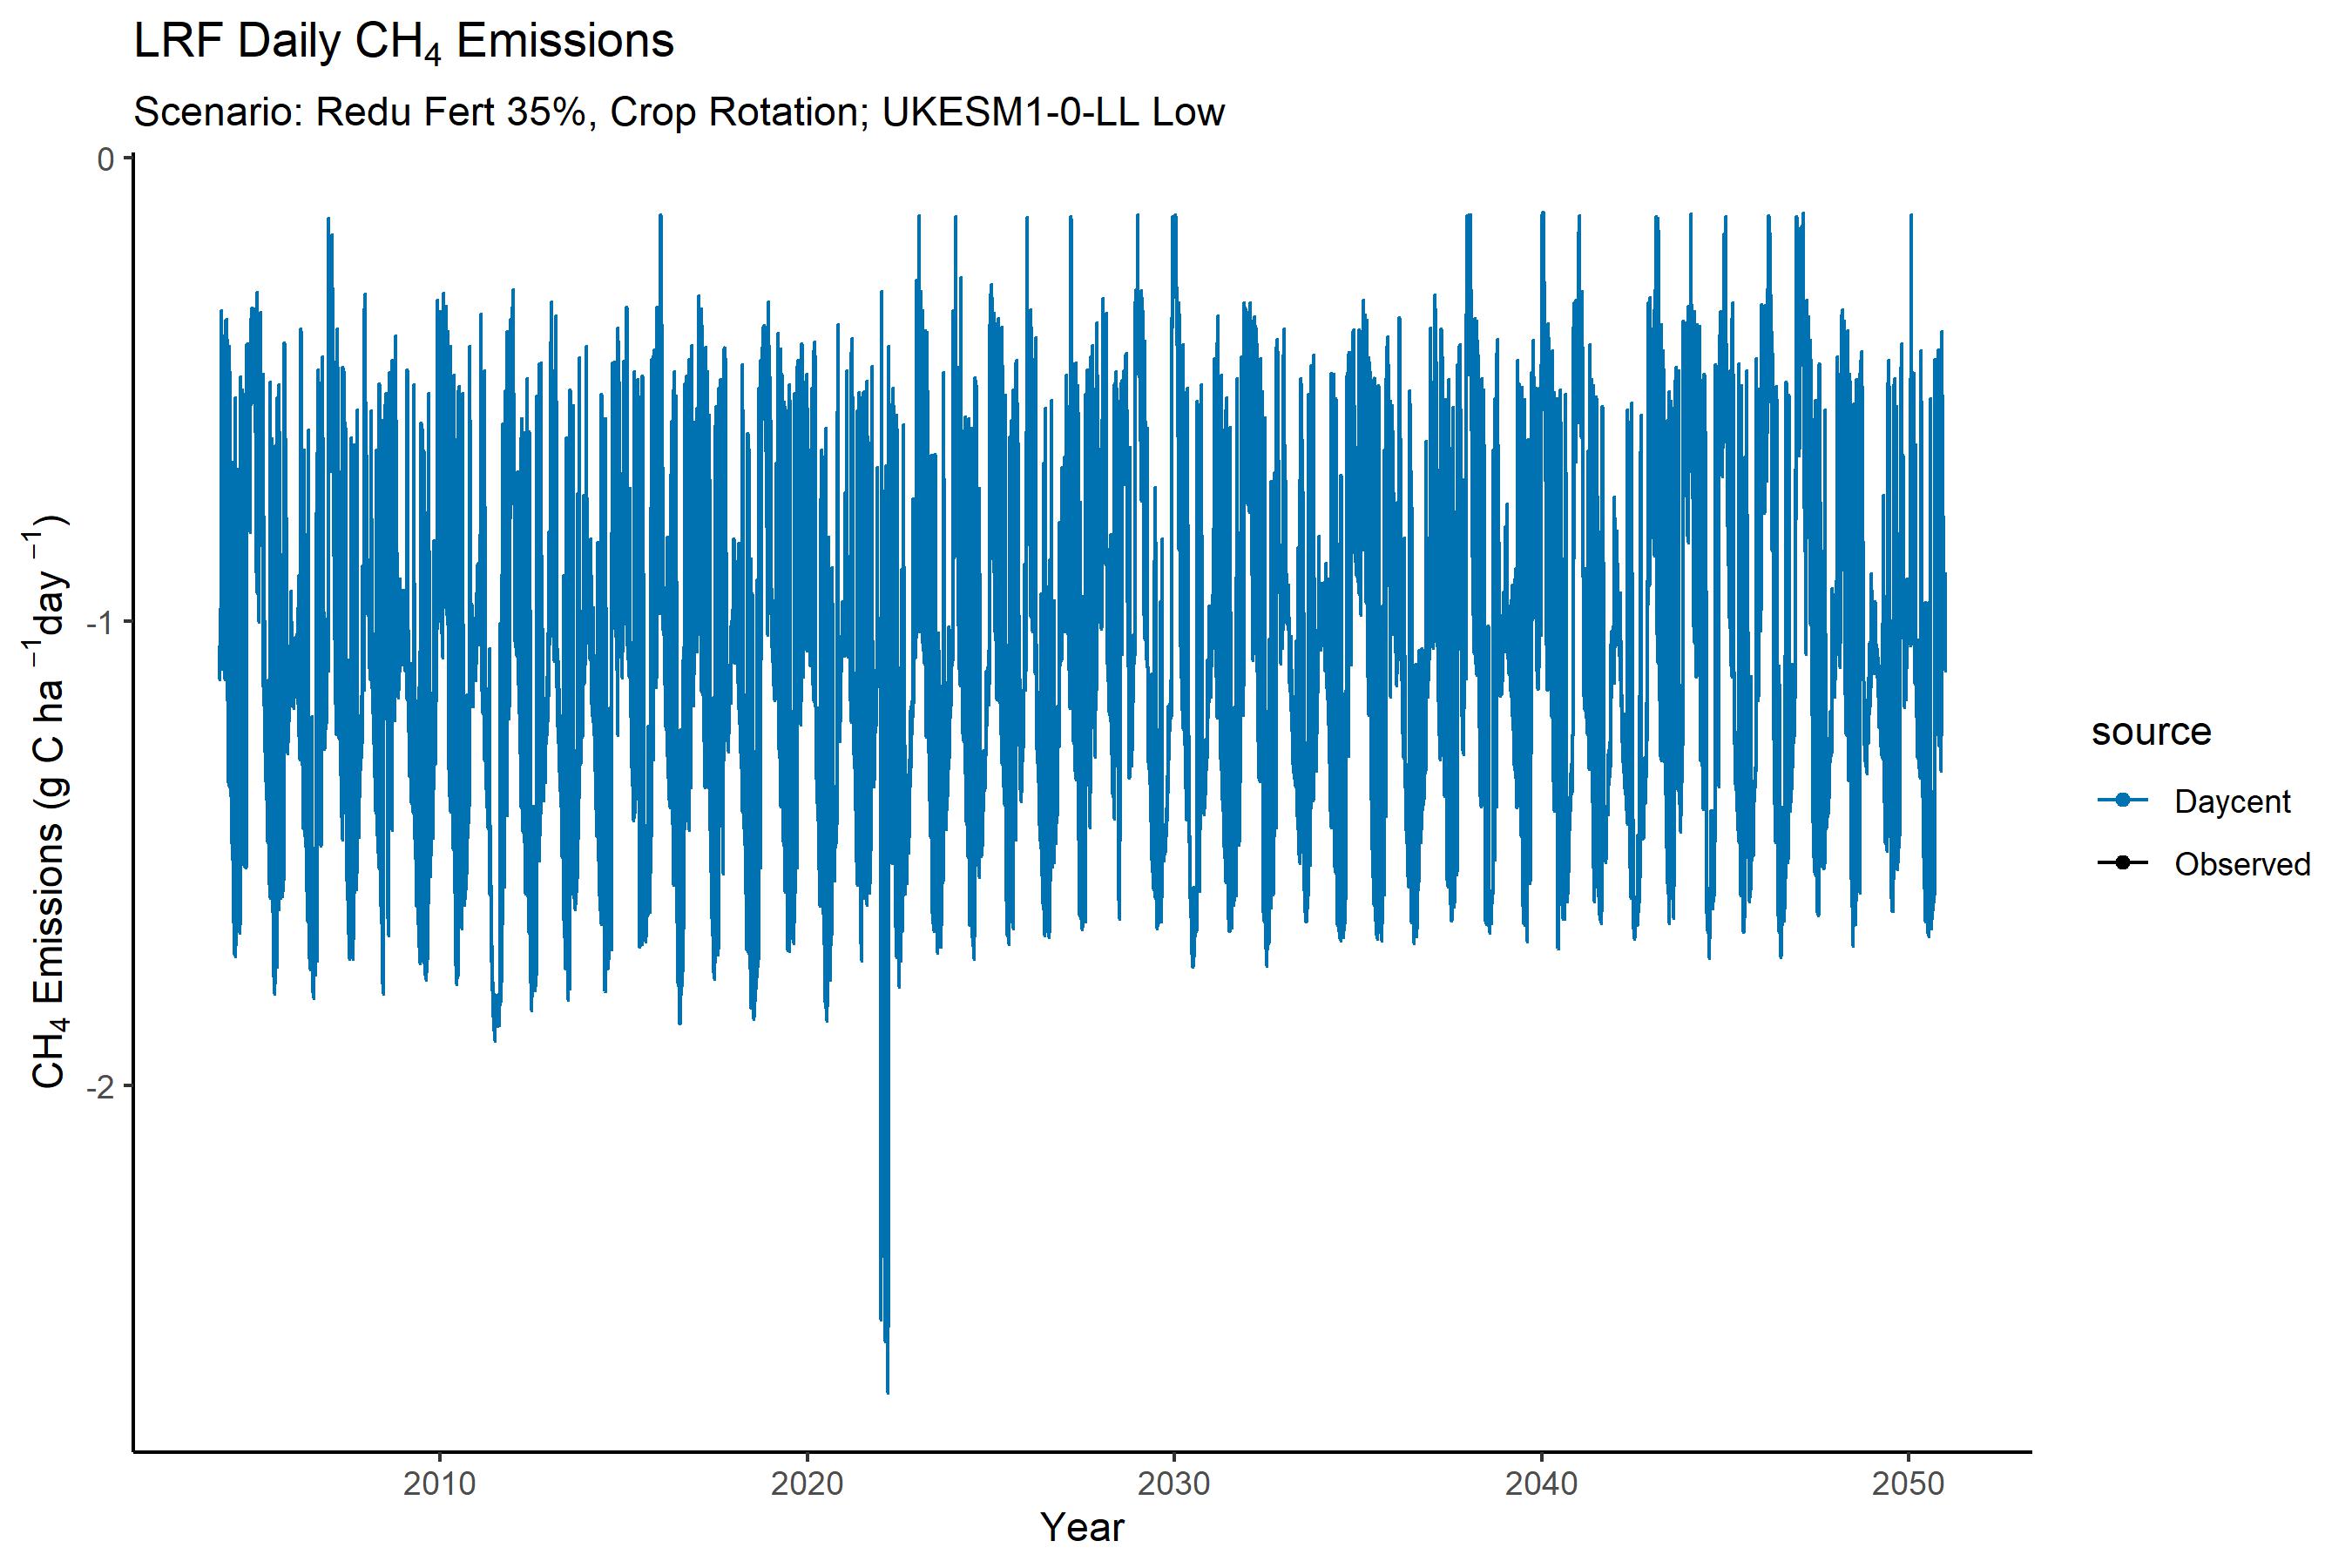 LRF Daily CH₄ Emissions
Scenario: Redu Fert 35%, Crop Rotation; UKESM1-0-LL Low
0
-1
-2
CH₄ Emissions (g C ha ⁻¹day ⁻¹)
2010
2020
2030
2040
2050
Year
source
Daycent
Observed